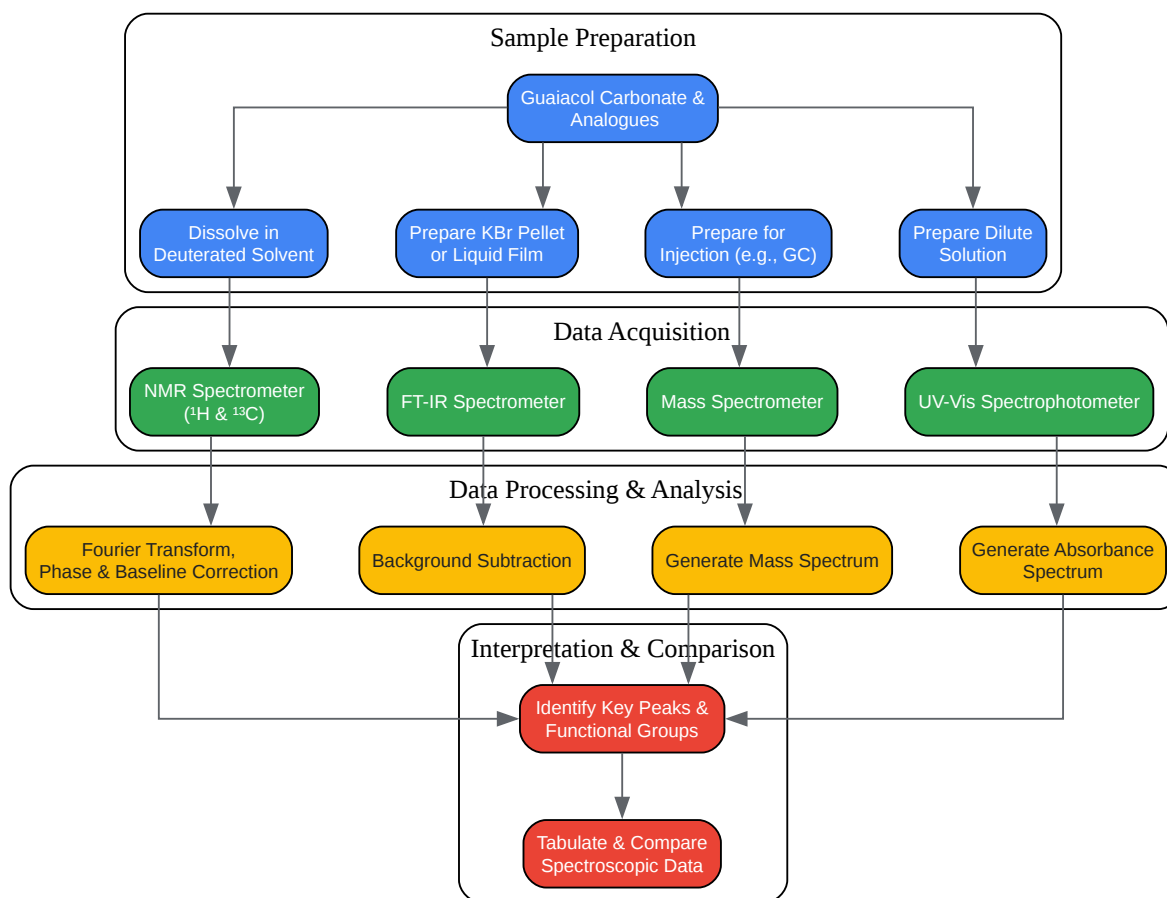 Sample Preparation
Guaiacol Carbonate &
Analogues
Dissolve in
Deuterated Solvent
Prepare KBr Pellet
or Liquid Film
Prepare for
Injection (e.g., GC)
Prepare Dilute
Solution
Data Acquisition
NMR Spectrometer
(¹H & ¹³C)
FT-IR Spectrometer
Mass Spectrometer
UV-Vis Spectrophotometer
Data Processing & Analysis
Fourier Transform,
Phase & Baseline Correction
Background Subtraction
Generate Mass Spectrum
Generate Absorbance
Spectrum
Interpretation & Comparison
Identify Key Peaks &
Functional Groups
Tabulate & Compare
Spectroscopic Data